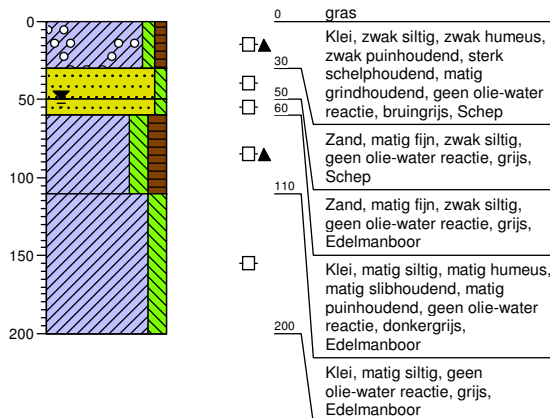 0
50
100
150
200
0
gras
Klei, zwak siltig, zwak humeus,
zwak puinhoudend, sterk
schelphoudend, matig
grindhoudend, geen olie-water
reactie, bruingrijs, Schep
30
Zand, matig fijn, zwak siltig,
geen olie-water reactie, grijs,
Schep
50
Zand, matig fijn, zwak siltig,
geen olie-water reactie, grijs,
Edelmanboor
60
Klei, matig siltig, matig humeus,
matig slibhoudend, matig
puinhoudend, geen olie-water
reactie, donkergrijs,
Edelmanboor
110
Klei, matig siltig, geen
olie-water reactie, grijs,
Edelmanboor
200